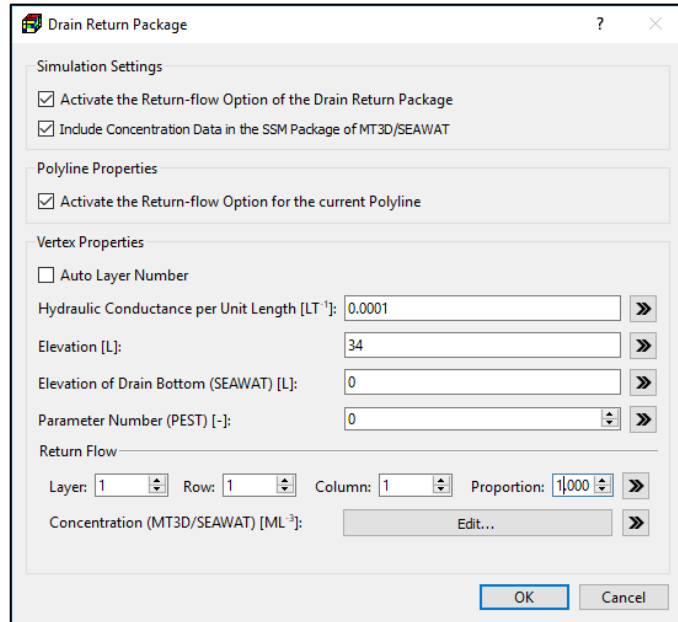 Drain Return Package ? ×
Simulation Settings
Activate the Return-flow Option of the Drain Return Package
Include Concentration Data in the SSM Package of MT3D/SEAWAT
Polyline Properties
Activate the Return-flow Option for the current Polyline
Vertex Properties
Auto Layer Number
Hydraulic Conductance per Unit Length [LT⁻¹]: 0.0001
Elevation [L]: 34
Elevation of Drain Bottom (SEAWAT) [L]: 0
Parameter Number (PEST) [-]: 0
Return Flow
Layer: 1 Row: 1 Column: 1 Proportion: 1.000
Concentration (MT3D/SEAWAT) [ML⁻³]: Edit...
OK Cancel